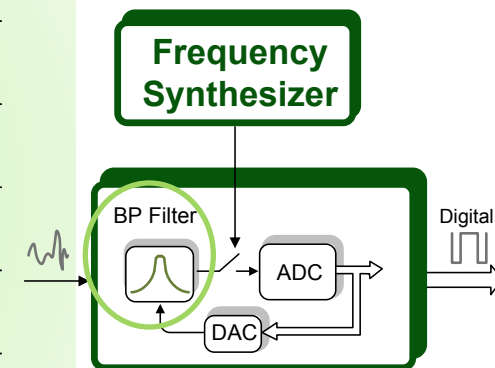 Frequency
Synthesizer
BP Filter
Digital
ADC
DAC